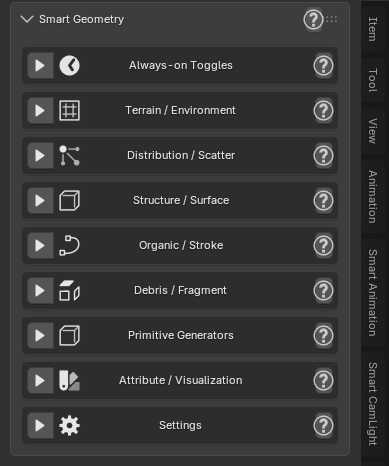 Smart Geometry
Always-on Toggles
Terrain / Environment
Distribution / Scatter
Structure / Surface
Organic / Stroke
Debris / Fragment
Primitive Generators
Attribute / Visualization
Settings
Item
Tool
View
Animation
Smart Animation
Smart CamLight